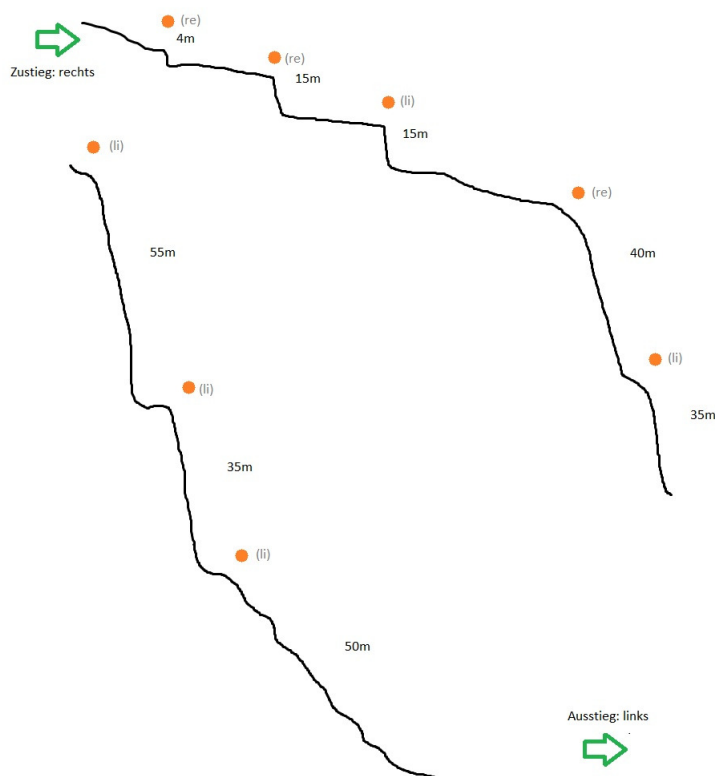 (re)
4m
Zustieg: rechts
(re)
15m
(li)
15m
(re)
40m
(li)
35m
(li)
55m
(li)
35m
(li)
50m
Ausstieg: links